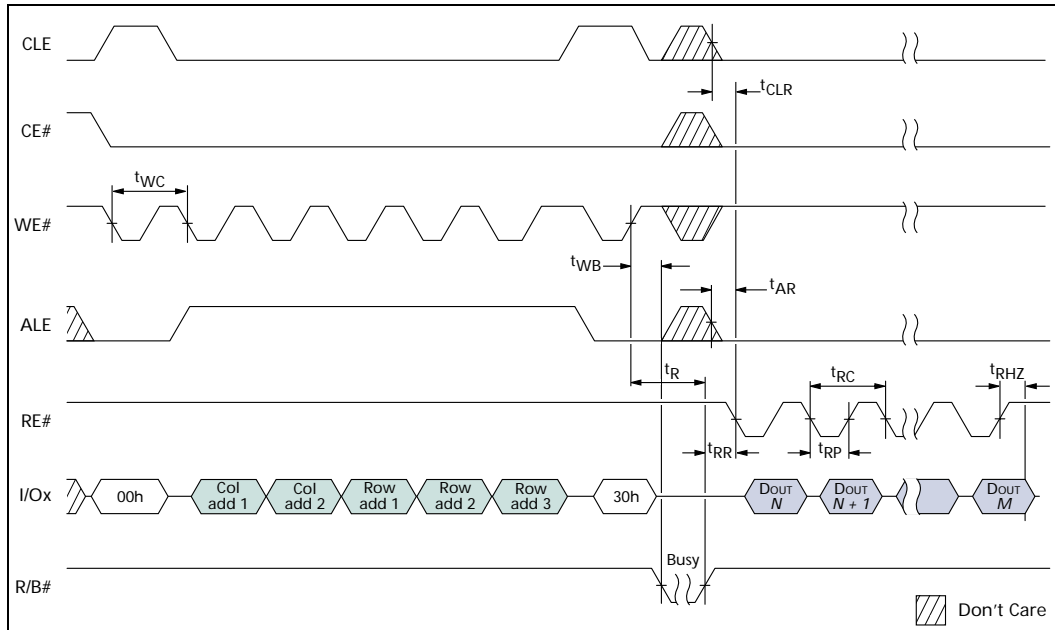 CLE
tCLR
CE#
tWC
WE#
tWB
tAR
ALE
tR
tRC
tRHZ
RE#
tRR
tRP
I/Ox
00h
Col
add 1
Col
add 2
Row
add 1
Row
add 2
Row
add 3
30h
DOUT
N
DOUT
N + 1
DOUT
M
Busy
R/B#
Don't Care